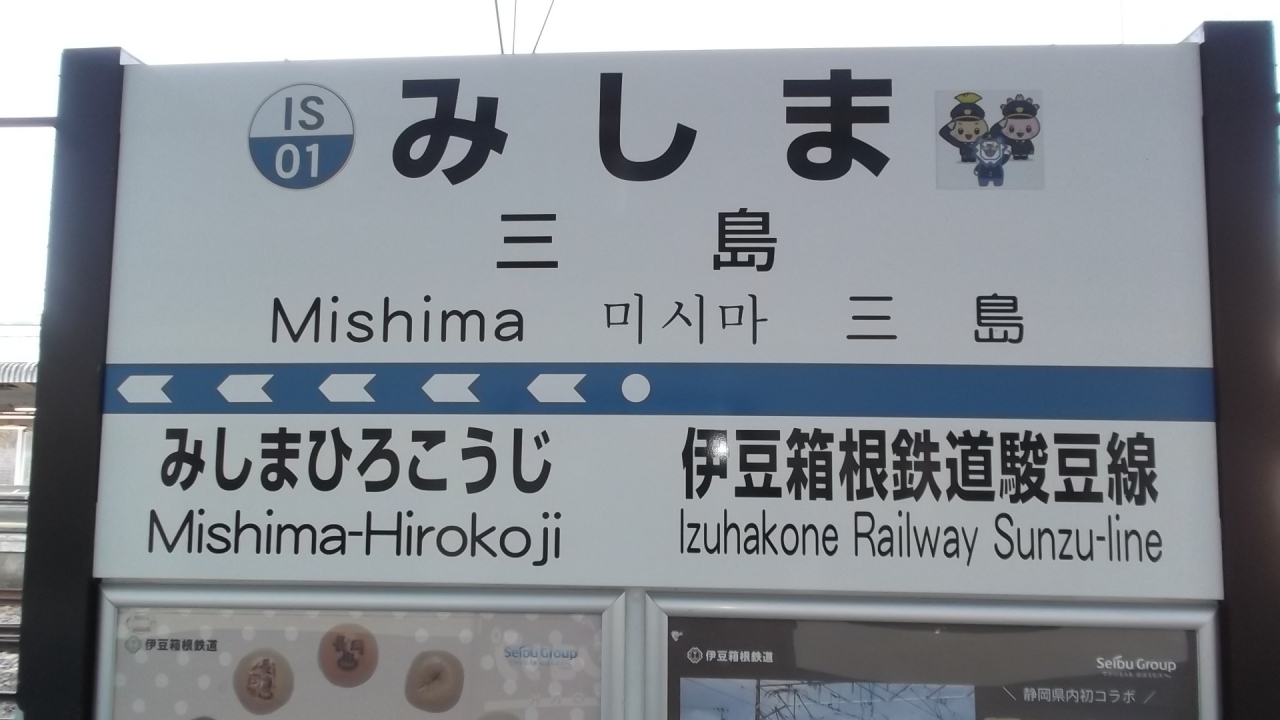 IS
01
みしま
三島
Mishima 미시마 三島
みしまひろこうじ
Mishima-Hirokoji
伊豆箱根鉄道駿豆線
Izuhakone Railway Sunzu-line
伊豆箱根鉄道
Seibu Group
伊豆箱根鉄道
Seibu Group
静岡県内初コラボ